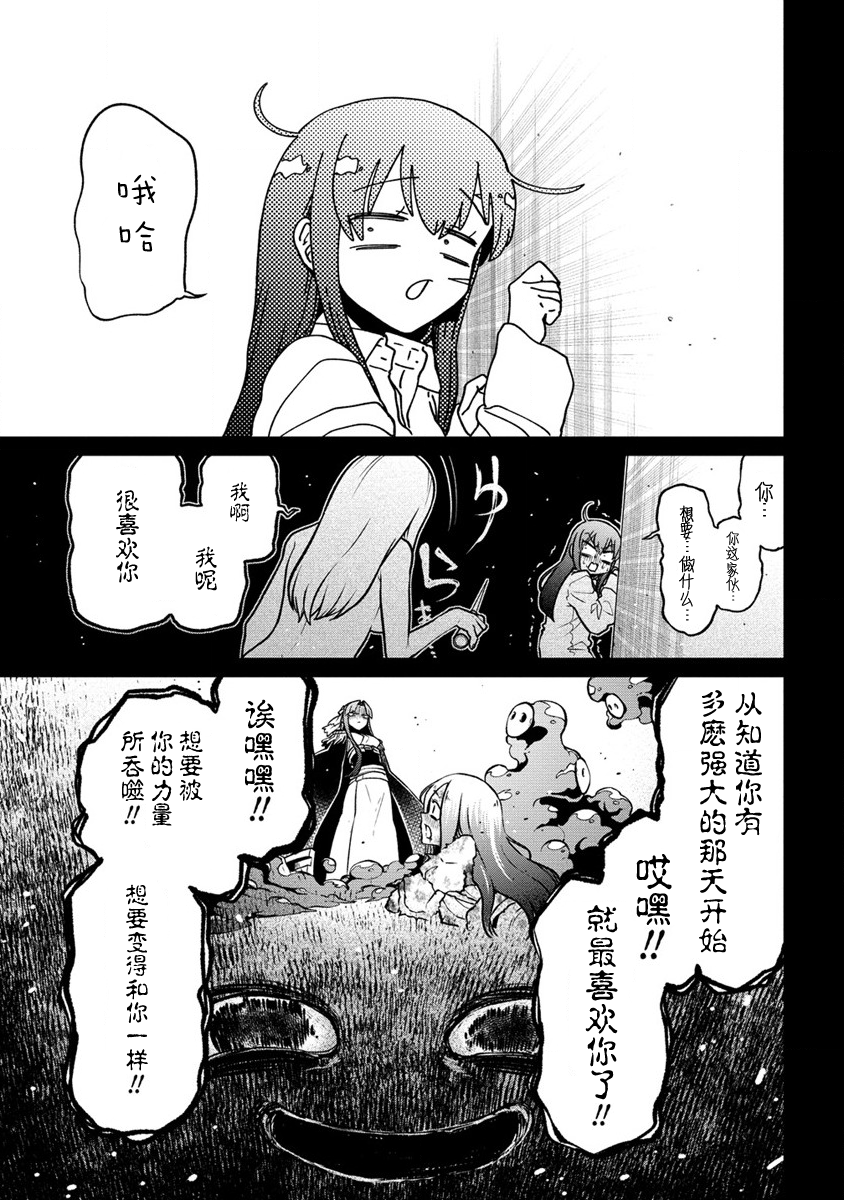 哦
哈
你…
你这家伙…
想要…做什么…
ゆ
らぁ
我啊
我呢
很喜欢你
从知道你有
多麽强大的那天开始
哎嘿!!
就最喜欢你了!!
诶嘿嘿!!
想要被
你的力量
所吞噬!!
想要变得和你一样!!